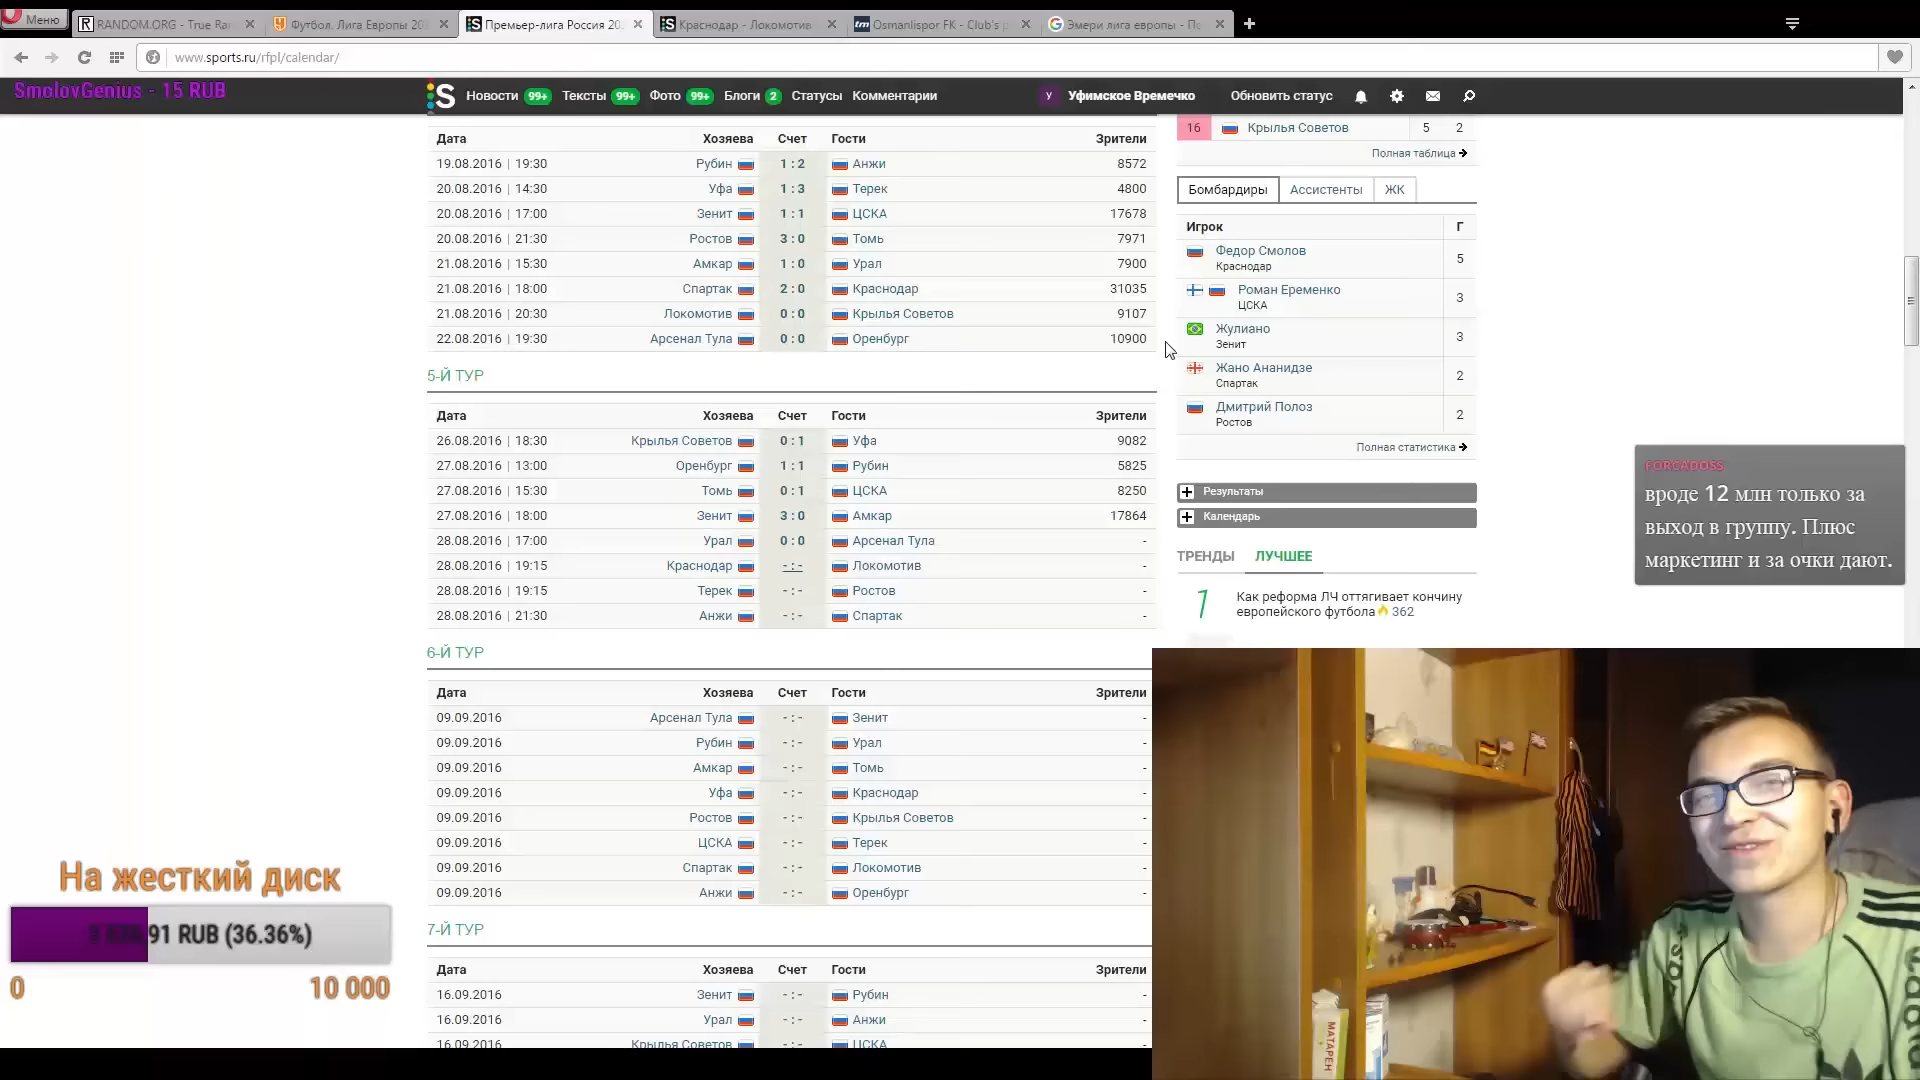 Меню
RANDOM.ORG - True Ra
Футбол. Лига Европы 20
Премьер-лига Россия 20
Краснодар - Локомотив
Osmanlispor FK - Club's p
Эмери лига европы - По
www.sports.ru/rfpl/calendar/
SmolovGenius - 15 RUB
Новости 99+ Тексты 99+ Фото 99+ Блоги 2 Статусы Комментарии
У Уфимское Времечко Обновить статус
Дата Хозяева Счет Гости Зрители
19.08.2016 | 19:30 Рубин 1 : 2 Анжи 8572
20.08.2016 | 14:30 Уфа 1 : 3 Терек 4800
20.08.2016 | 17:00 Зенит 1 : 1 ЦСКА 17678
20.08.2016 | 21:30 Ростов 3 : 0 Томь 7971
21.08.2016 | 15:30 Амкар 1 : 0 Урал 7900
21.08.2016 | 18:00 Спартак 2 : 0 Краснодар 31035
21.08.2016 | 20:30 Локомотив 0 : 0 Крылья Советов 9107
22.08.2016 | 19:30 Арсенал Тула 0 : 0 Оренбург 10900
5-Й ТУР
Дата Хозяева Счет Гости Зрители
26.08.2016 | 18:30 Крылья Советов 0 : 1 Уфа 9082
27.08.2016 | 13:00 Оренбург 1 : 1 Рубин 5825
27.08.2016 | 15:30 Томь 0 : 1 ЦСКА 8250
27.08.2016 | 18:00 Зенит 3 : 0 Амкар 17864
28.08.2016 | 17:00 Урал 0 : 0 Арсенал Тула -
28.08.2016 | 19:15 Краснодар - : - Локомотив -
28.08.2016 | 19:15 Терек - : - Ростов -
28.08.2016 | 21:30 Анжи - : - Спартак -
6-Й ТУР
Дата Хозяева Счет Гости Зрители
09.09.2016 Арсенал Тула - : - Зенит -
09.09.2016 Рубин - : - Урал -
09.09.2016 Амкар - : - Томь -
09.09.2016 Уфа - : - Краснодар -
09.09.2016 Ростов - : - Крылья Советов -
09.09.2016 ЦСКА - : - Терек -
09.09.2016 Спартак - : - Локомотив -
09.09.2016 Анжи - : - Оренбург -
7-Й ТУР
Дата Хозяева Счет Гости Зрители
16.09.2016 Зенит - : - Рубин -
16.09.2016 Урал - : - Анжи -
16.09.2016 Крылья Советов - : - ЦСКА -
16 Крылья Советов 5 2
Полная таблица
Бомбардиры Ассистенты ЖК
Игрок Г
Федор Смолов 5
Краснодар
Роман Еременко 3
ЦСКА
Жулиано 3
Зенит
Жано Ананидзе 2
Спартак
Дмитрий Полоз 2
Ростов
Полная статистика
Результаты
Календарь
ТРЕНДЫ ЛУЧШЕЕ
1 Как реформа ЛЧ оттягивает кончину
европейского футбола 362
FORCADOSS
вроде 12 млн только за
выход в группу. Плюс
маркетинг и за очки дают.
На жесткий диск
91 RUB (36.36%)
0 10 000
МАТАРЕН